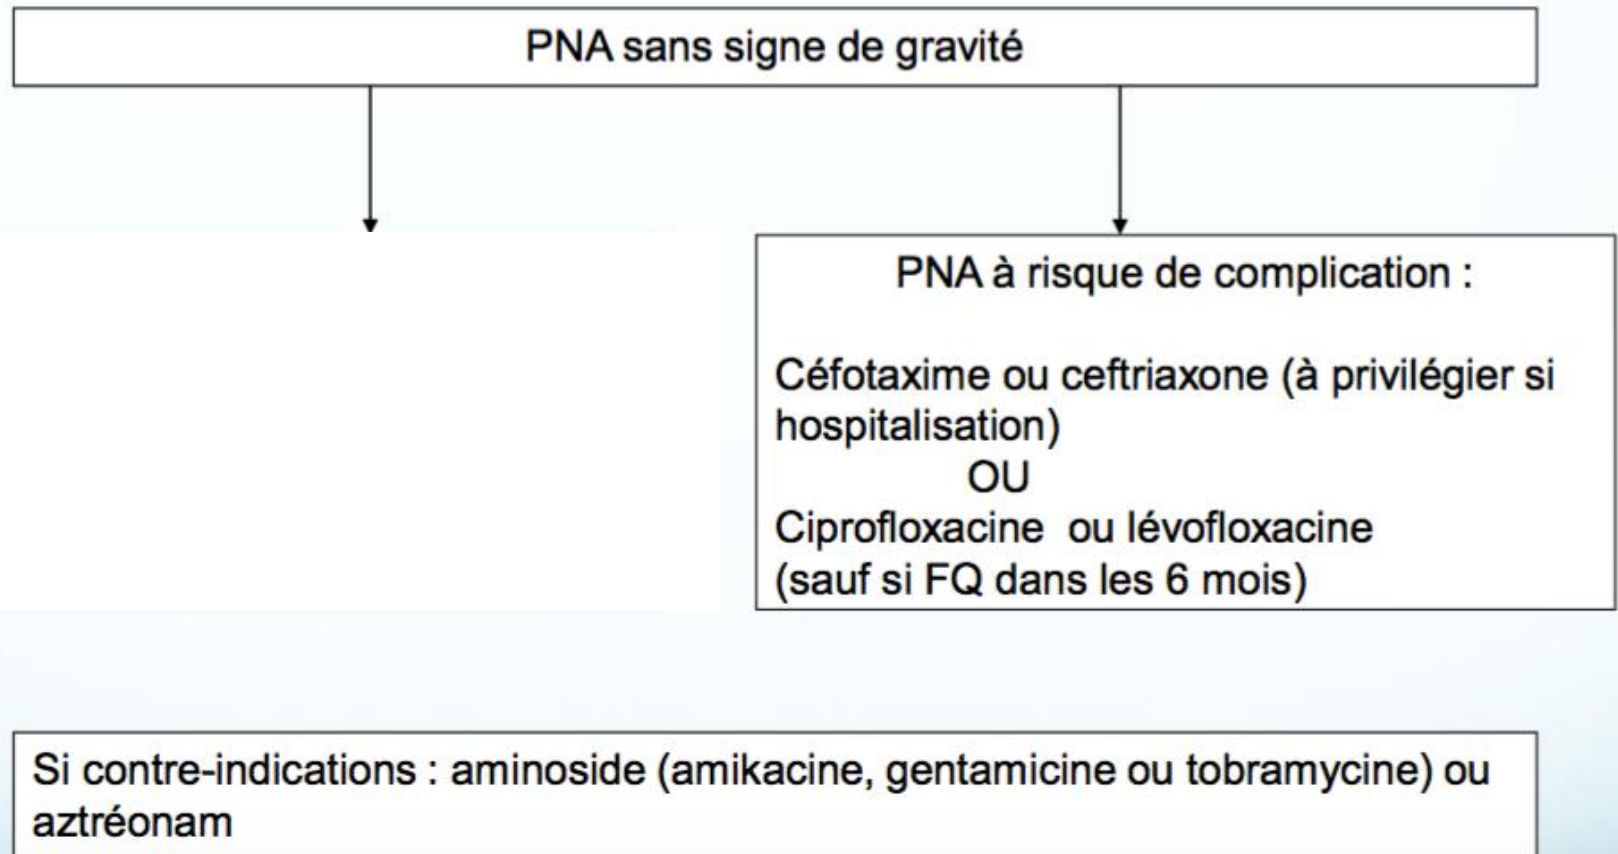 PNA sans signe de gravité
PNA à risque de complication :
Céfotaxime ou ceftriaxone (à privilégier si
hospitalisation)
OU
Ciprofloxacine ou lévofloxacine
(sauf si FQ dans les 6 mois)
Si contre-indications : aminoside (amikacine, gentamicine ou tobramycine) ou
aztréonam